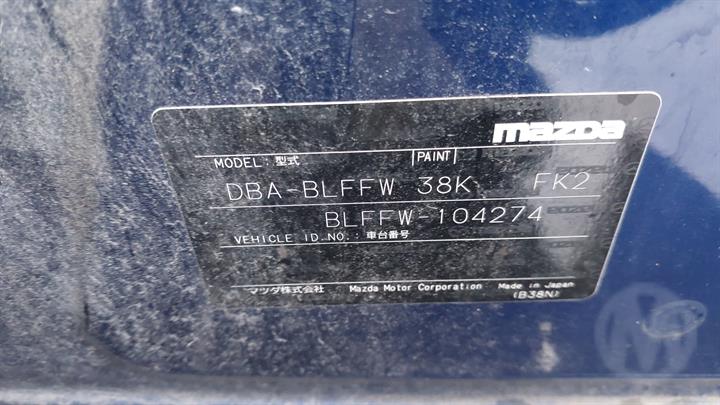 mazda
MODEL: 型式 PAINT
DBA-BLFFW 38K FK2
BLFFW-104274
VEHICLE ID.NO.: 車台番号
マツダ株式会社 Mazda Motor Corporation Made in Japan
(B38N)
M